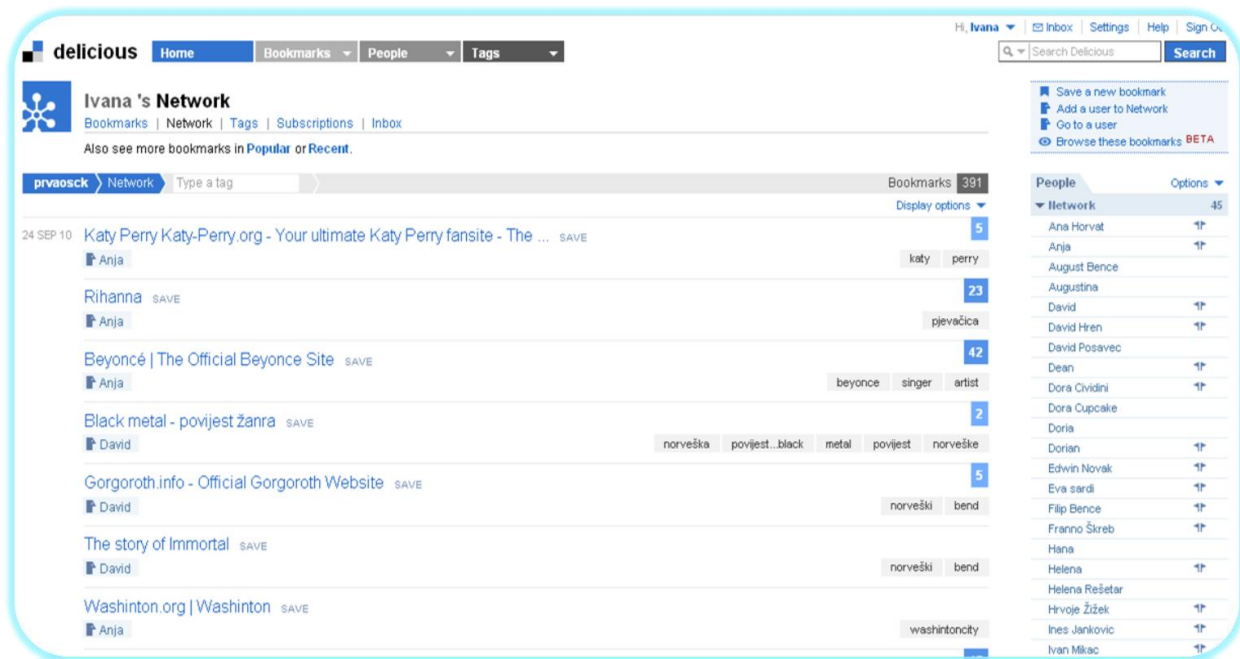 Hi, Ivana Inbox Settings Help Sign
delicious Home Bookmarks People Tags Search Delicious Search
Ivana 's Network
Bookmarks | Network | Tags | Subscriptions | Inbox
Also see more bookmarks in Popular or Recent.
Save a new bookmark
Add a user to Network
Go to a user
Browse these bookmarks BETA
prvaosck Network Type a tag Bookmarks 391
Display options
24 SEP 10 Katy Perry Katy-Perry.org - Your ultimate Katy Perry fansite - The ... SAVE 5
Anja katy perry
Rihanna SAVE 23
Anja pjevačica
Beyoncé | The Official Beyonce Site SAVE 42
Anja beyonce singer artist
Black metal - povijest žanra SAVE 2
David norveška povijest...black metal povijest norveške
Gorgoroth.info - Official Gorgoroth Website SAVE 5
David norveški bend
The story of Immortal SAVE
David norveški bend
Washinton.org | Washinton SAVE
Anja washintoncity
People Options
Network 45
Ana Horvat
Anja
August Bence
Augustina
David
David Hren
David Posavec
Dean
Dora Cividini
Dora Cupcake
Doria
Dorian
Edwin Novak
Eva sardi
Filip Bence
Franno Škreb
Hana
Helena
Helena Rešetar
Hrvoje Žižek
Ines Jankovic
Ivan Mikac